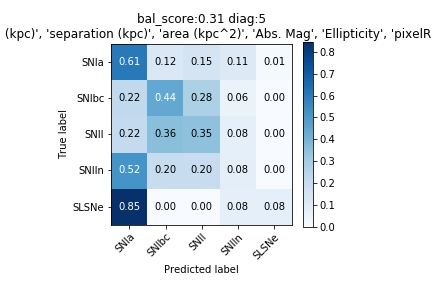 bal_score:0.31 diag:5
(kpc)', 'separation (kpc)', 'area (kpc^2)', 'Abs. Mag', 'Ellipticity', 'pixelR
SNIa 0.61 0.12 0.15 0.11 0.01
SNIbc 0.22 0.44 0.28 0.06 0.00
SNII 0.22 0.36 0.35 0.08 0.00
SNIIn 0.52 0.20 0.20 0.08 0.00
SLSNe 0.85 0.00 0.00 0.08 0.08
SNIa SNIbc SNII SNIIn SLSNe
True label
Predicted label
0.8
0.7
0.6
0.5
0.4
0.3
0.2
0.1
0.0